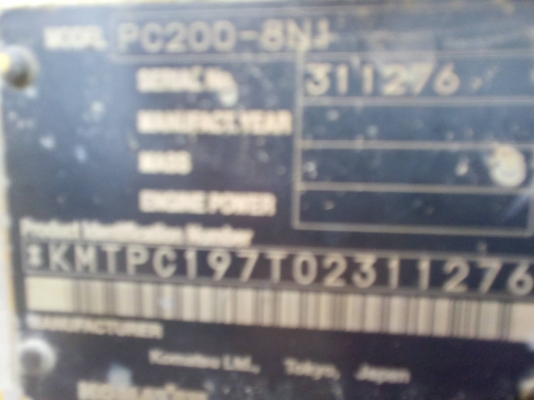 MODEL PC200-8N1
SERIAL No. 311276
MANUFACT.YEAR
MASS
ENGINE POWER
Product Identification Number
*KMTPC197T02311276
MANUFACTURER
Komatsu Ltd., Tokyo, Japan